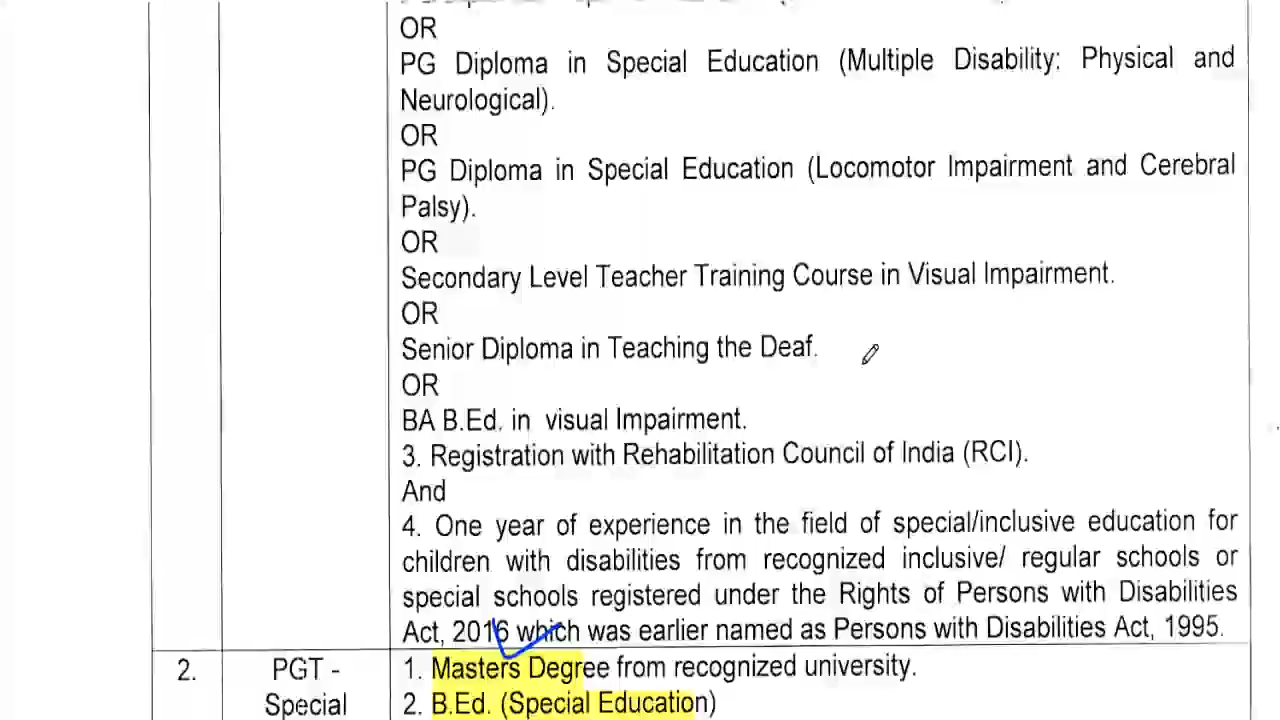 OR
PG Diploma in Special Education (Multiple Disability: Physical and
Neurological).
OR
PG Diploma in Special Education (Locomotor Impairment and Cerebral
Palsy).
OR
Secondary Level Teacher Training Course in Visual Impairment.
OR
Senior Diploma in Teaching the Deaf.
OR
BA B.Ed. in visual Impairment.
3. Registration with Rehabilitation Council of India (RCI).
And
4. One year of experience in the field of special/inclusive education for
children with disabilities from recognized inclusive/ regular schools or
special schools registered under the Rights of Persons with Disabilities
Act, 2016 which was earlier named as Persons with Disabilities Act, 1995.
2. PGT - 1. Masters Degree from recognized university.
Special 2. B.Ed. (Special Education)